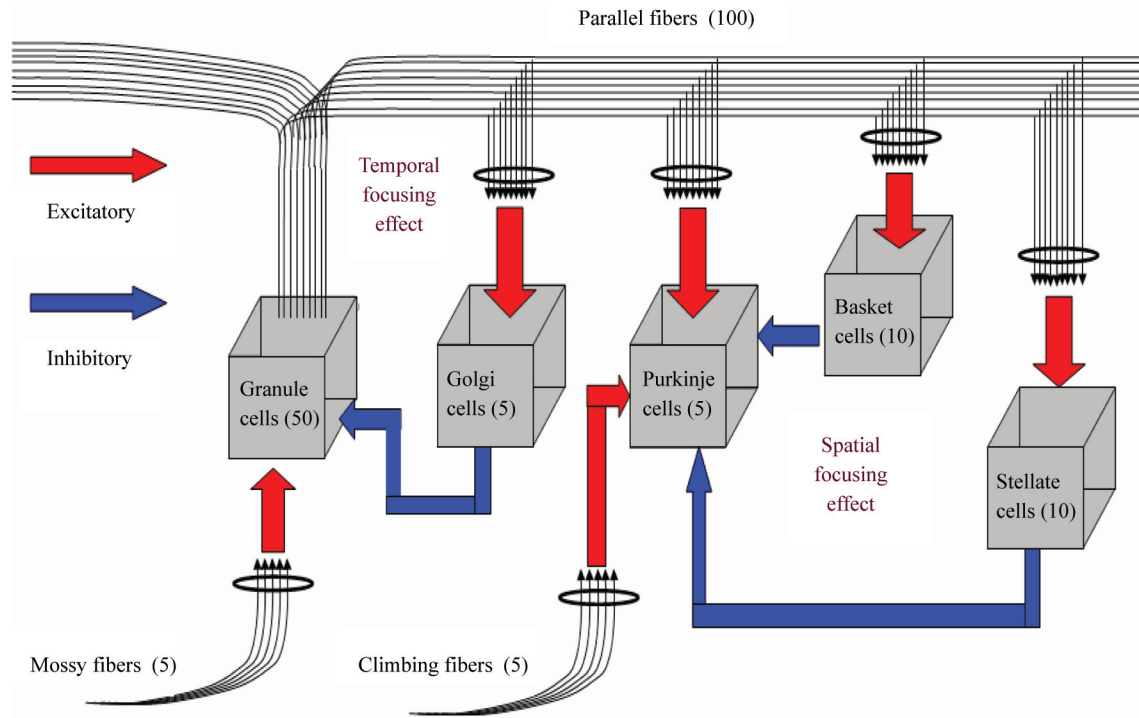 Parallel fibers (100)
Temporal
focusing
effect
Excitatory
Inhibitory
Granule
cells (50)
Golgi
cells (5)
Purkinje
cells (5)
Basket
cells (10)
Spatial
focusing
effect
Stellate
cells (10)
Mossy fibers (5)
Climbing fibers (5)